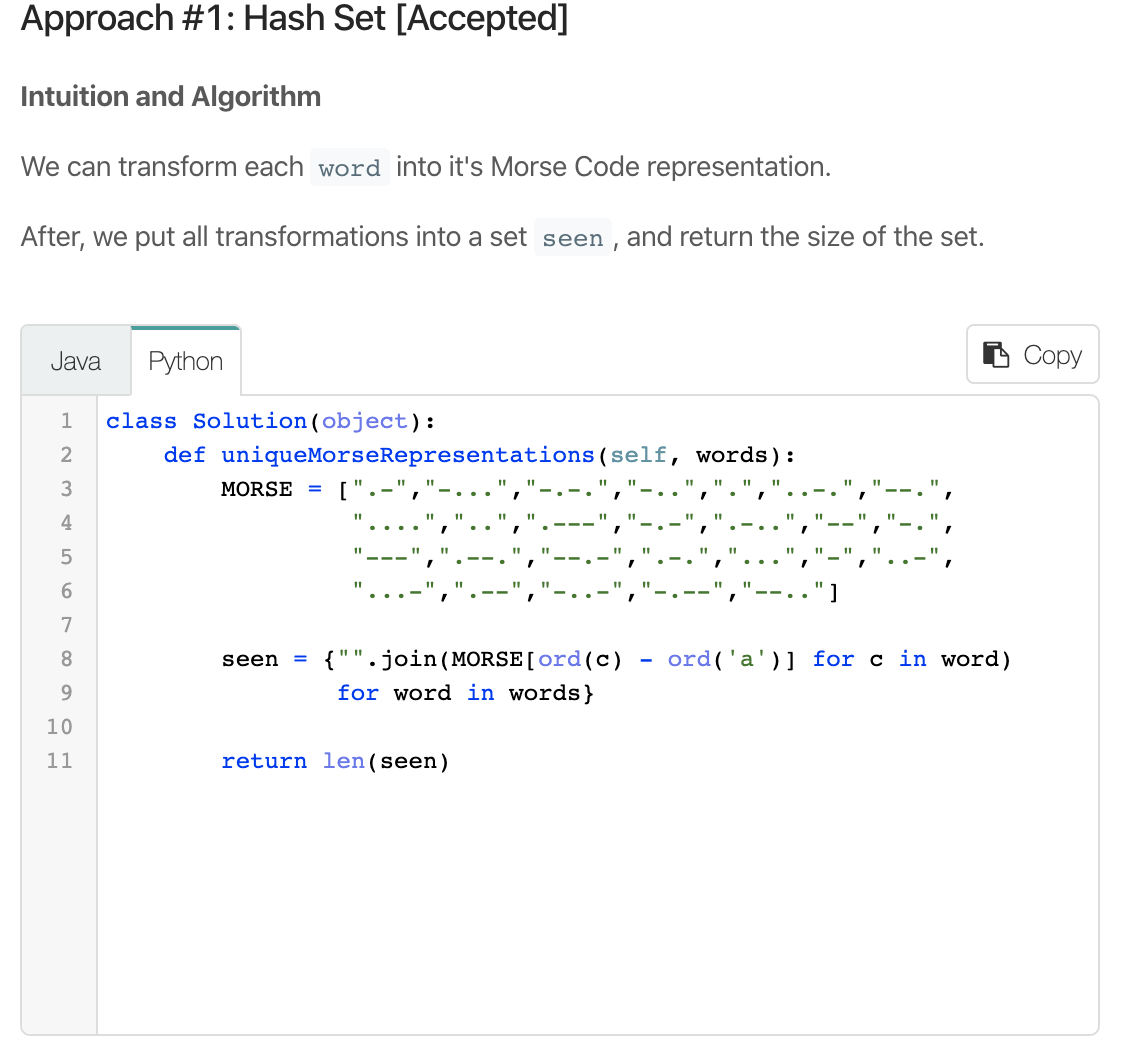 Approach #1: Hash Set [Accepted]
Intuition and Algorithm
We can transform each word into it's Morse Code representation.
After, we put all transformations into a set seen , and return the size of the set.
Java Python Copy
1 class Solution(object):
2     def uniqueMorseRepresentations(self, words):
3         MORSE = [".-","-...","-.-.","-..",".","..-.","--.",
4                  "....","..",".---","-.-",".-..","--","-.",
5                  "---",".--.","--.-",".-.","...","-","..-",
6                  "...-",".--","-..-","-.--","--.."]
7
8         seen = {"".join(MORSE[ord(c) - ord('a')] for c in word)
9                 for word in words}
10
11         return len(seen)